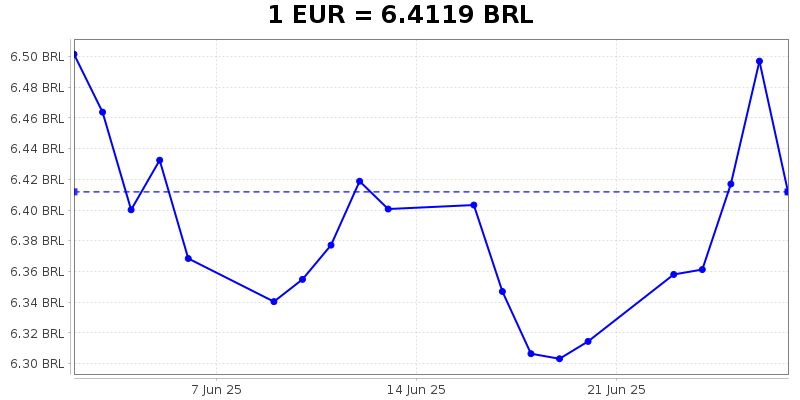 1 EUR = 6.4119 BRL
6.50 BRL
6.48 BRL
6.46 BRL
6.44 BRL
6.42 BRL
6.40 BRL
6.38 BRL
6.36 BRL
6.34 BRL
6.32 BRL
6.30 BRL
7 Jun 25
14 Jun 25
21 Jun 25